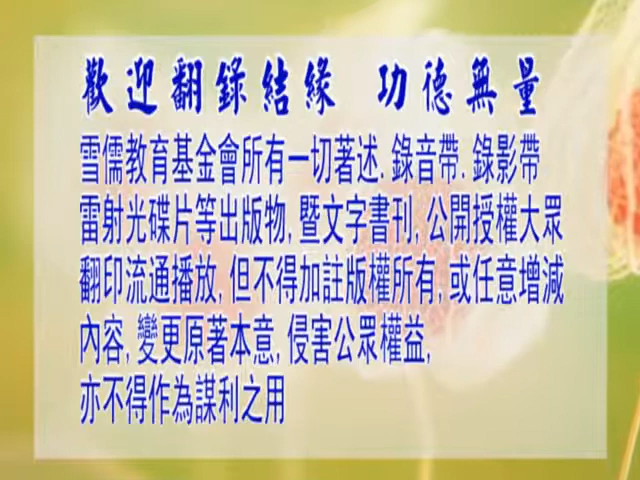 歡迎翻錄結緣 功德無量
雪儒教育基金會所有一切著述.錄音帶.錄影帶
雷射光碟片等出版物,暨文字書刊,公開授權大眾
翻印流通播放,但不得加註版權所有,或任意增減
內容,變更原著本意,侵害公眾權益,
亦不得作為謀利之用